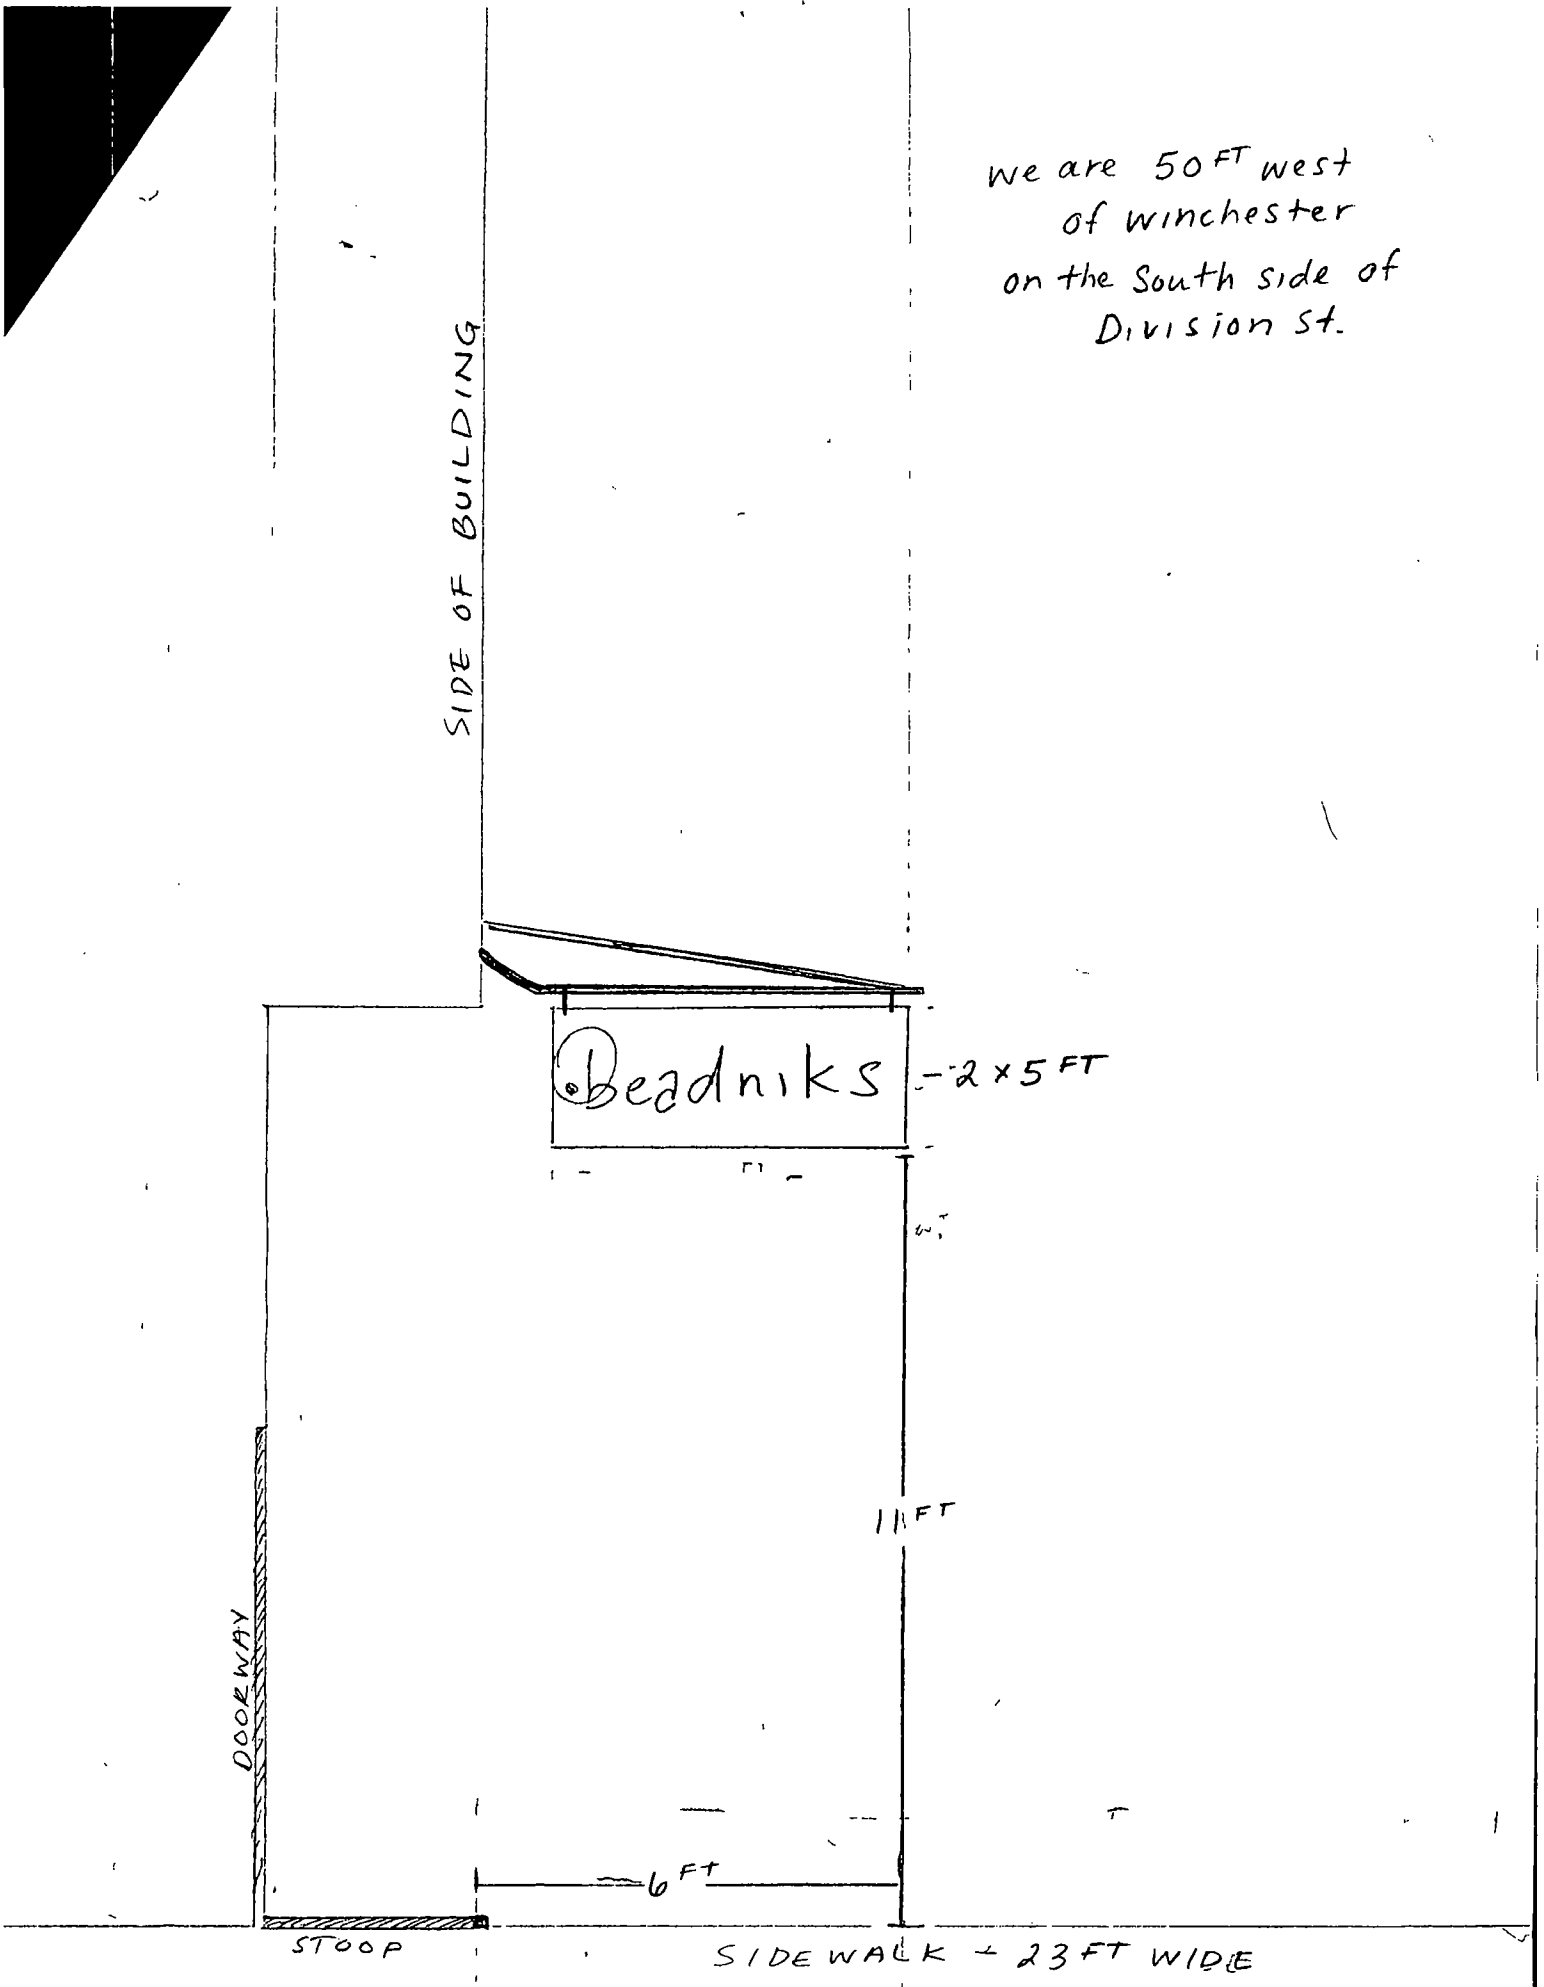 we are 50 FT west
of winchester
on the South side of
Division St.
SIDE OF BUILDING
beadniks
2 x 5 FT
11 FT
DOORWAY
6 FT
STOOP
SIDEWALK - 23 FT WIDE